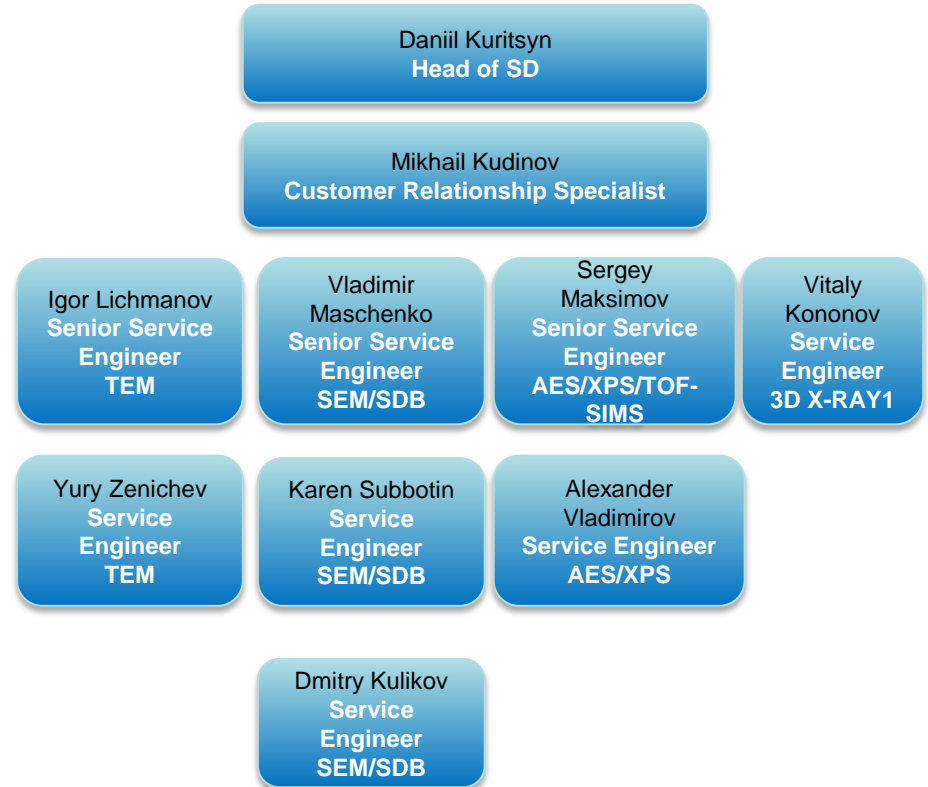 Daniil Kuritsyn
Head of SD
Mikhail Kudinov
Customer Relationship Specialist
Igor Lichmanov
Senior Service
Engineer
TEM
Vladimir
Maschenko
Senior Service
Engineer
SEM/SDB
Sergey
Maksimov
Senior Service
Engineer
AES/XPS/TOF-
SIMS
Vitaly
Kononov
Service
Engineer
3D X-RAY1
Yury Zenichev
Service
Engineer
TEM
Karen Subbotin
Service
Engineer
SEM/SDB
Alexander
Vladimirov
Service Engineer
AES/XPS
Dmitry Kulikov
Service
Engineer
SEM/SDB